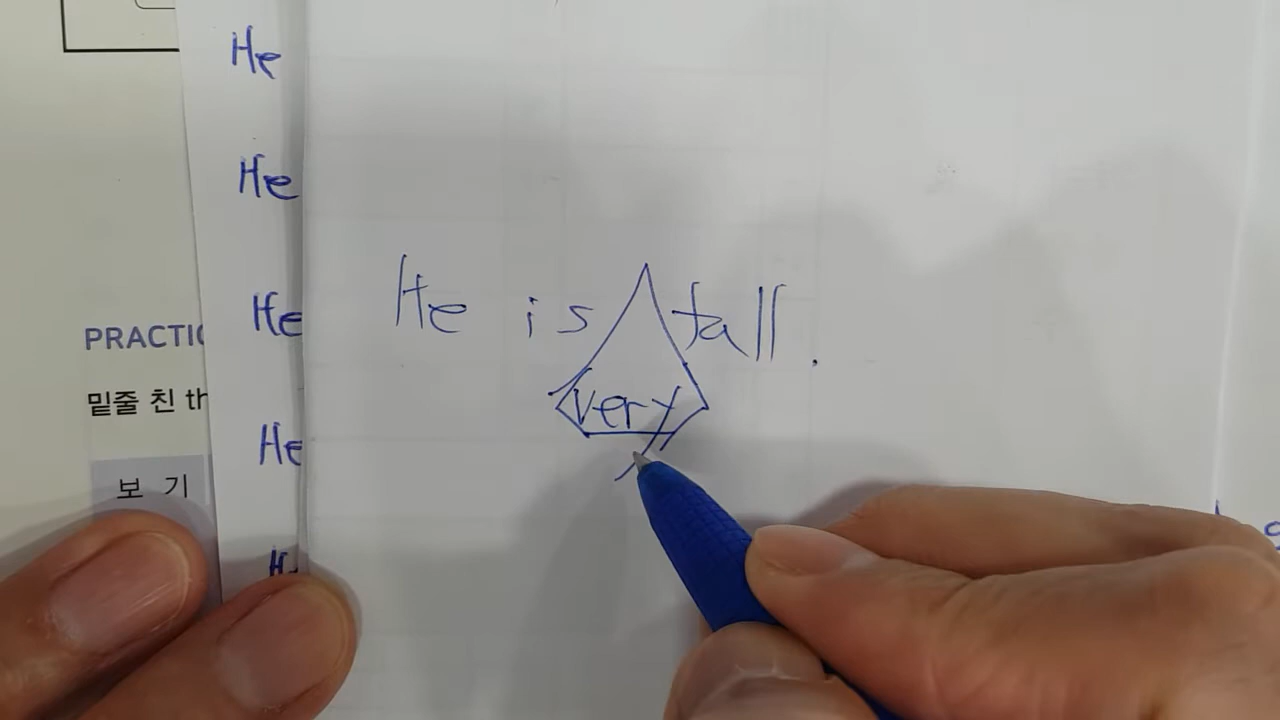 He
He
He is tall.
very
He
PRACTIC
밑줄 친 th
He
보 기